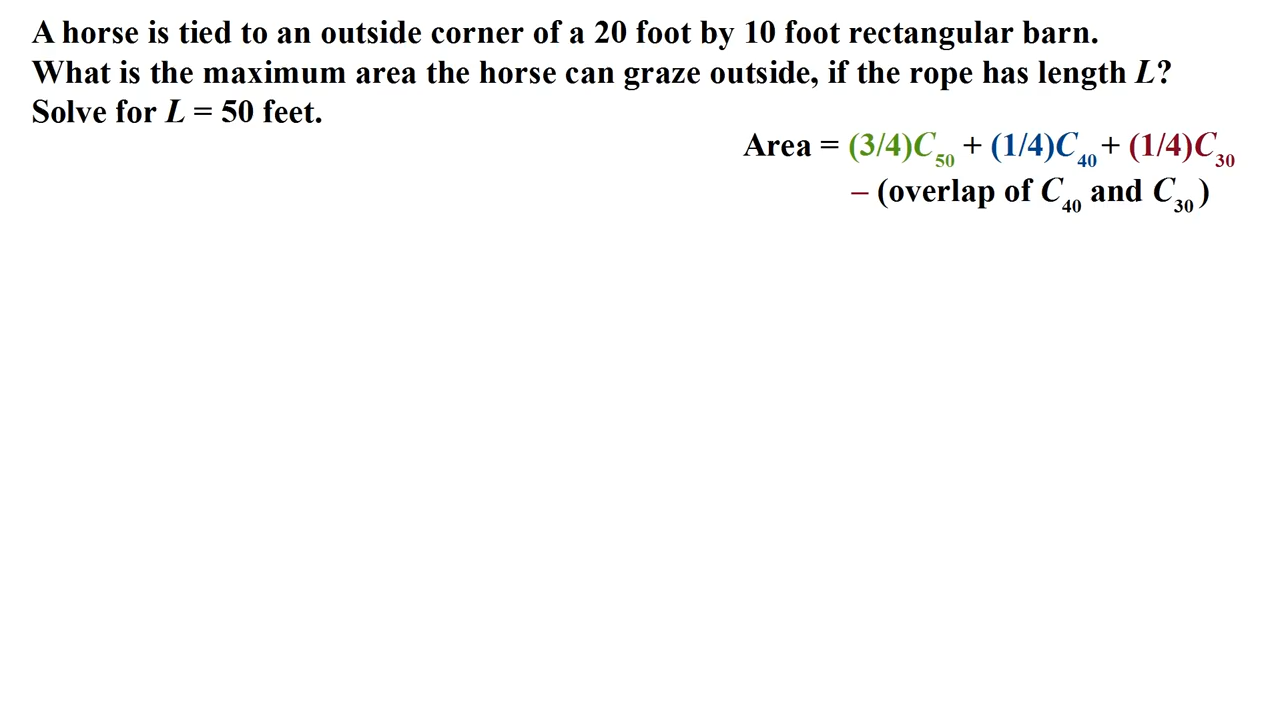 A horse is tied to an outside corner of a 20 foot by 10 foot rectangular barn.
What is the maximum area the horse can graze outside, if the rope has length L?
Solve for L = 50 feet.
Area = (3/4)C₅₀ + (1/4)C₄₀ + (1/4)C₃₀
– (overlap of C₄₀ and C₃₀)